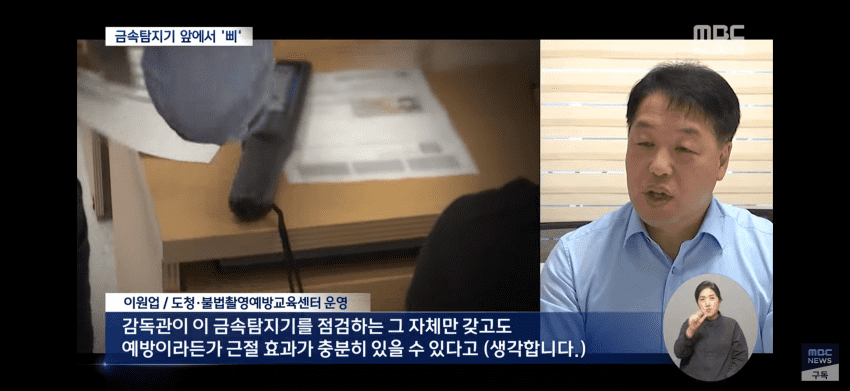 금속탐지기 앞에서 '삐'
MBC
이원업 / 도청·불법촬영예방교육센터 운영
감독관이 이 금속탐지기를 점검하는 그 자체만 갖고도
예방이라든가 근절 효과가 충분히 있을 수 있다고 (생각합니다.)
MBC
NEWS
구독